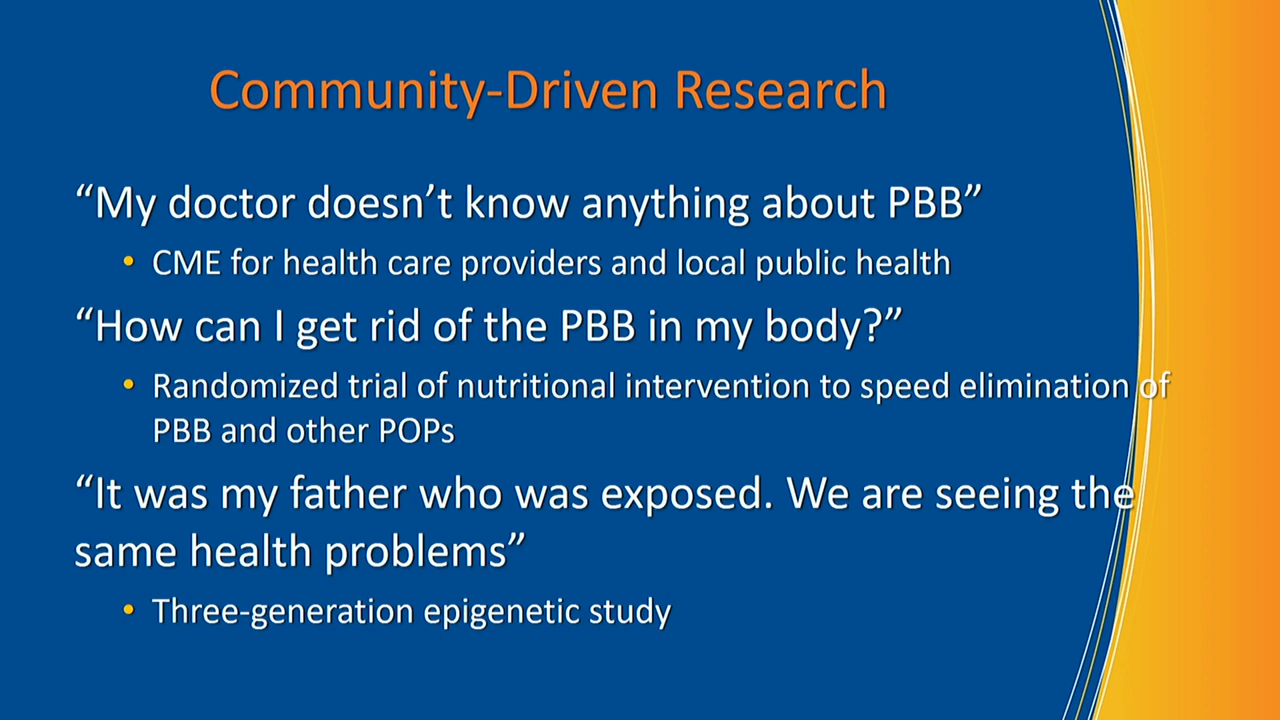 Community-Driven Research
“My doctor doesn’t know anything about PBB”
• CME for health care providers and local public health
“How can I get rid of the PBB in my body?”
• Randomized trial of nutritional intervention to speed elimination of
PBB and other POPs
“It was my father who was exposed. We are seeing the
same health problems”
• Three-generation epigenetic study